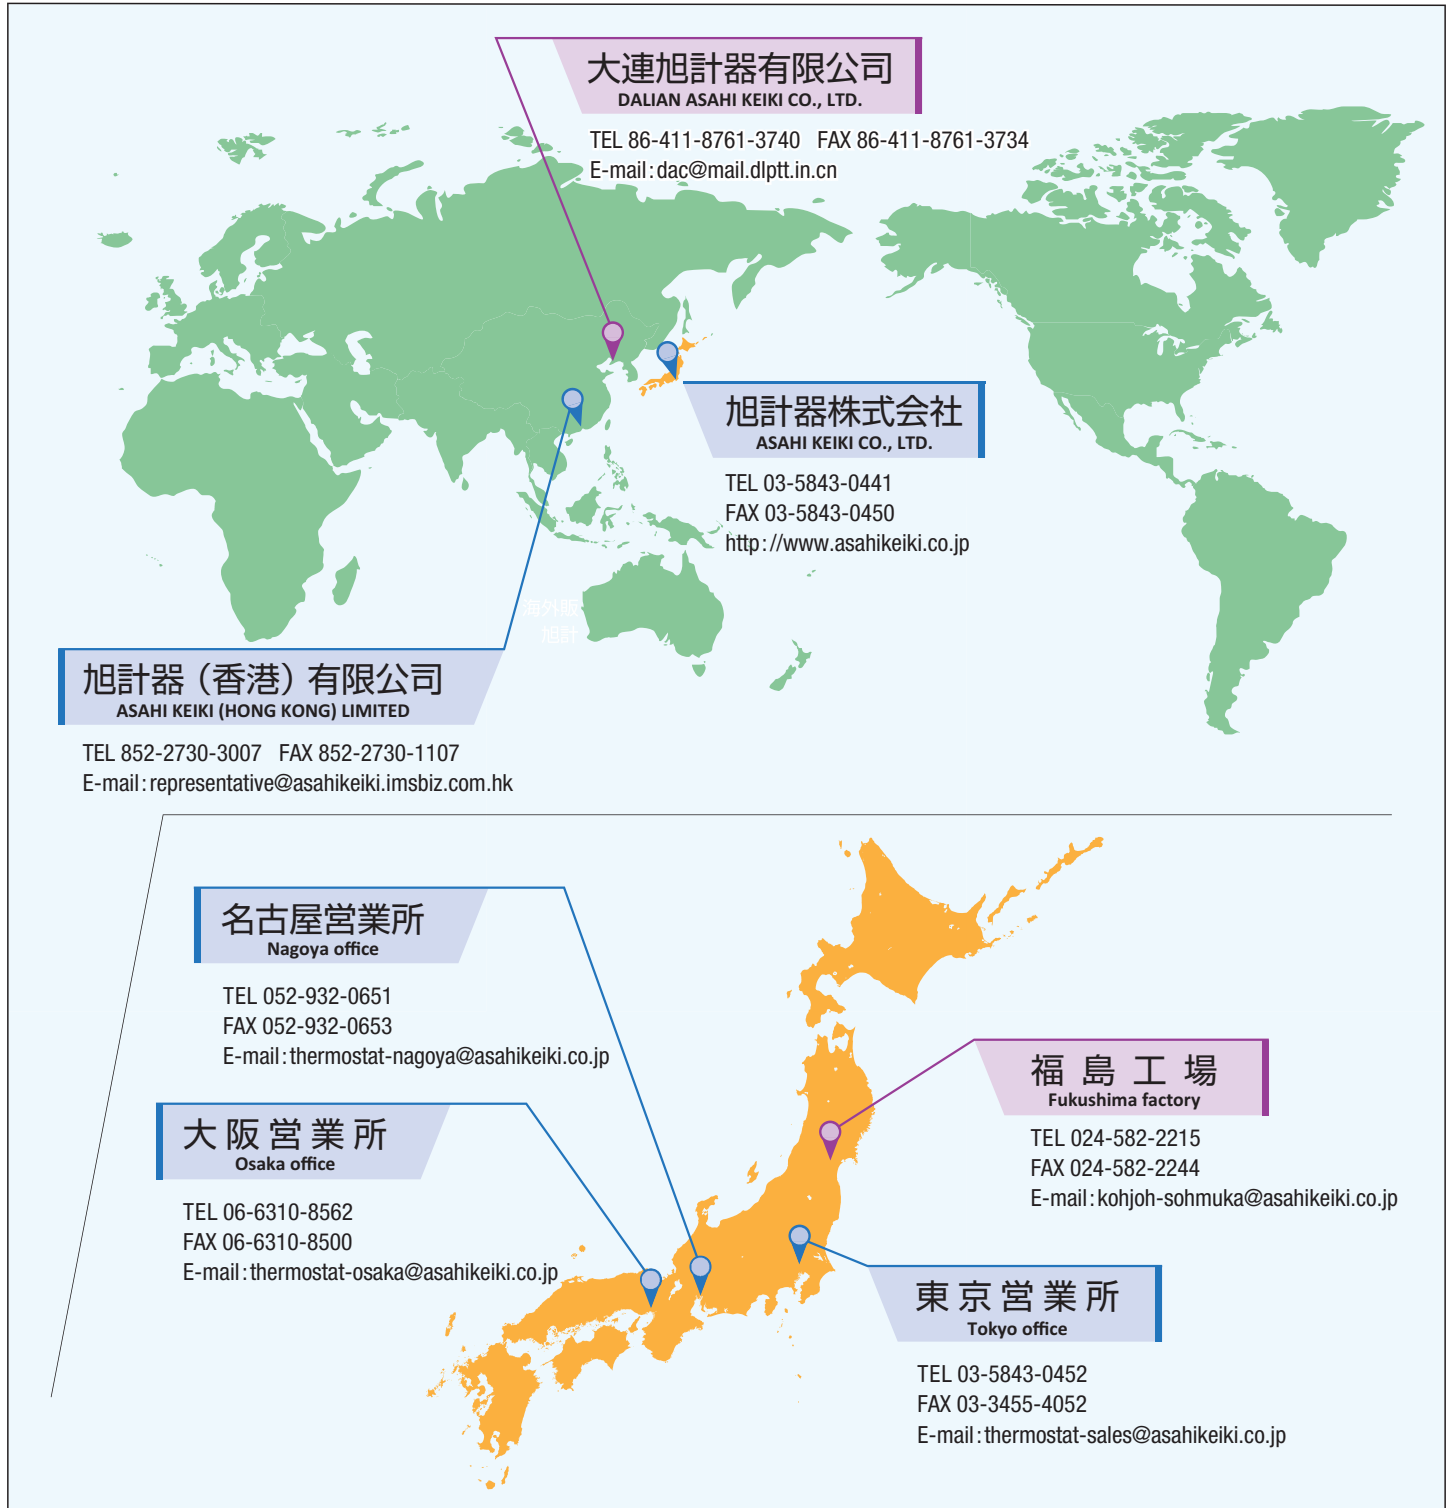 大連旭計器有限公司
DALIAN ASAHI KEIKI CO., LTD.
TEL 86-411-8761-3740 FAX 86-411-8761-3734
E-mail:dac@mail.dlptt.in.cn
旭計器株式会社
ASAHI KEIKI CO., LTD.
TEL 03-5843-0441
FAX 03-5843-0450
http://www.asahikeiki.co.jp
海外販
旭計
旭計器（香港）有限公司
ASAHI KEIKI (HONG KONG) LIMITED
TEL 852-2730-3007 FAX 852-2730-1107
E-mail:representative@asahikeiki.imsbiz.com.hk
名古屋営業所
Nagoya office
TEL 052-932-0651
FAX 052-932-0653
E-mail:thermostat-nagoya@asahikeiki.co.jp
大阪営業所
Osaka office
TEL 06-6310-8562
FAX 06-6310-8500
E-mail:thermostat-osaka@asahikeiki.co.jp
福島工場
Fukushima factory
TEL 024-582-2215
FAX 024-582-2244
E-mail:kohjoh-sohmuka@asahikeiki.co.jp
東京営業所
Tokyo office
TEL 03-5843-0452
FAX 03-3455-4052
E-mail:thermostat-sales@asahikeiki.co.jp